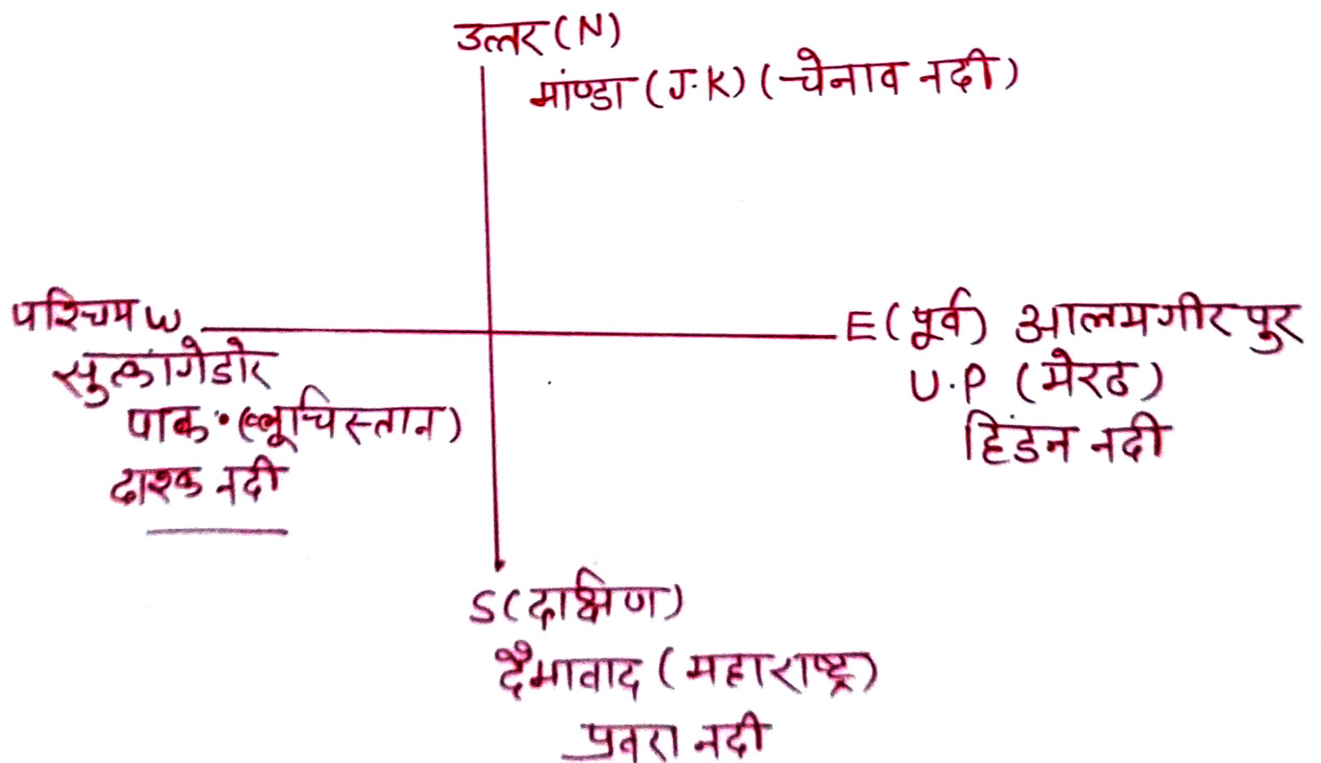 उत्तर (N)
मांण्डा (J.K) (चेनाव नदी)
पश्चिम W
सुत्कागेडोर
पाक. (ब्लूचिस्तान)
दाश्क नदी
E (पूर्व) आलमगीरपुर
U.P (मेरठ)
हिंडन नदी
S (दक्षिण)
दैमावाद (महाराष्ट्र)
प्रवरा नदी